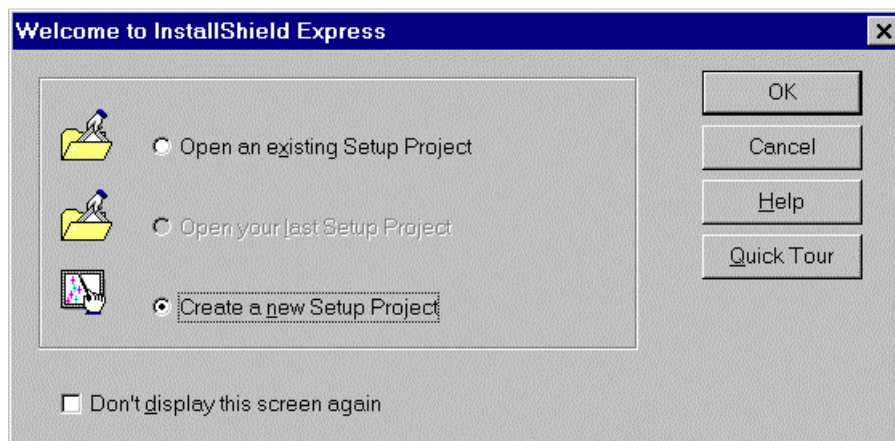 Welcome to InstallShield Express
Open an existing Setup Project
Open your last Setup Project
Create a new Setup Project
Don't display this screen again
OK
Cancel
Help
Quick Tour